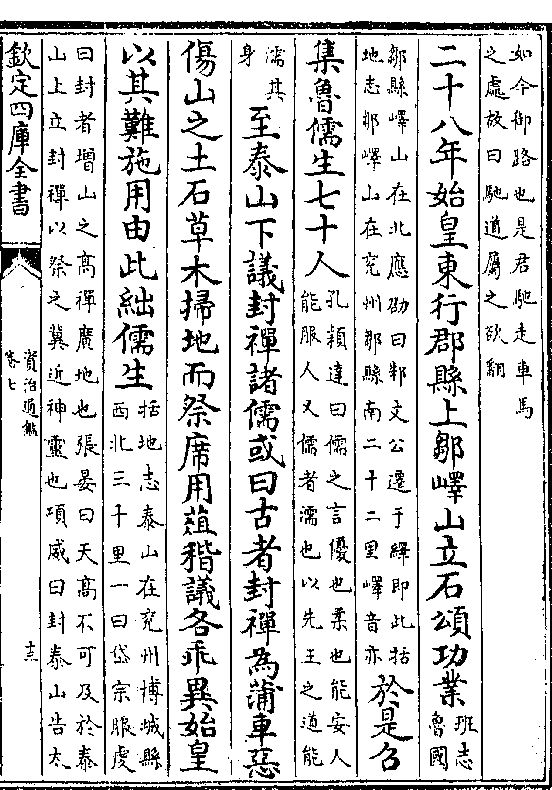 如今御路也是君馳走車馬
之處故曰馳道屬之欲翻
二十八年始皇東行郡縣上鄒嶧山立石頌功業
班志魯國
鄒縣嶧山在北應劭曰邾文公遷于繹即此括
地志鄒嶧山在兖州鄒縣南二十二里嶧音亦
於是召
集魯儒生七十人
孔穎達曰儒之言優也柔也能安人
能服人又儒者濡也以先王之道能
濡其
身
至泰山下議封禪諸儒或曰古者封禪為蒲車惡
傷山之土石草木掃地而祭席用葅稭議各乖異始皇
以其難施用由此絀儒生
括地志泰山在兖州博城縣
西北三十里一曰岱宗服虔
曰封者增山之高禪廣地也張晏曰天高不可及於泰
山上立封禪以祭之冀近神靈也項威曰封泰山告太
欽定四庫全書
資治通鑑
卷七
十三